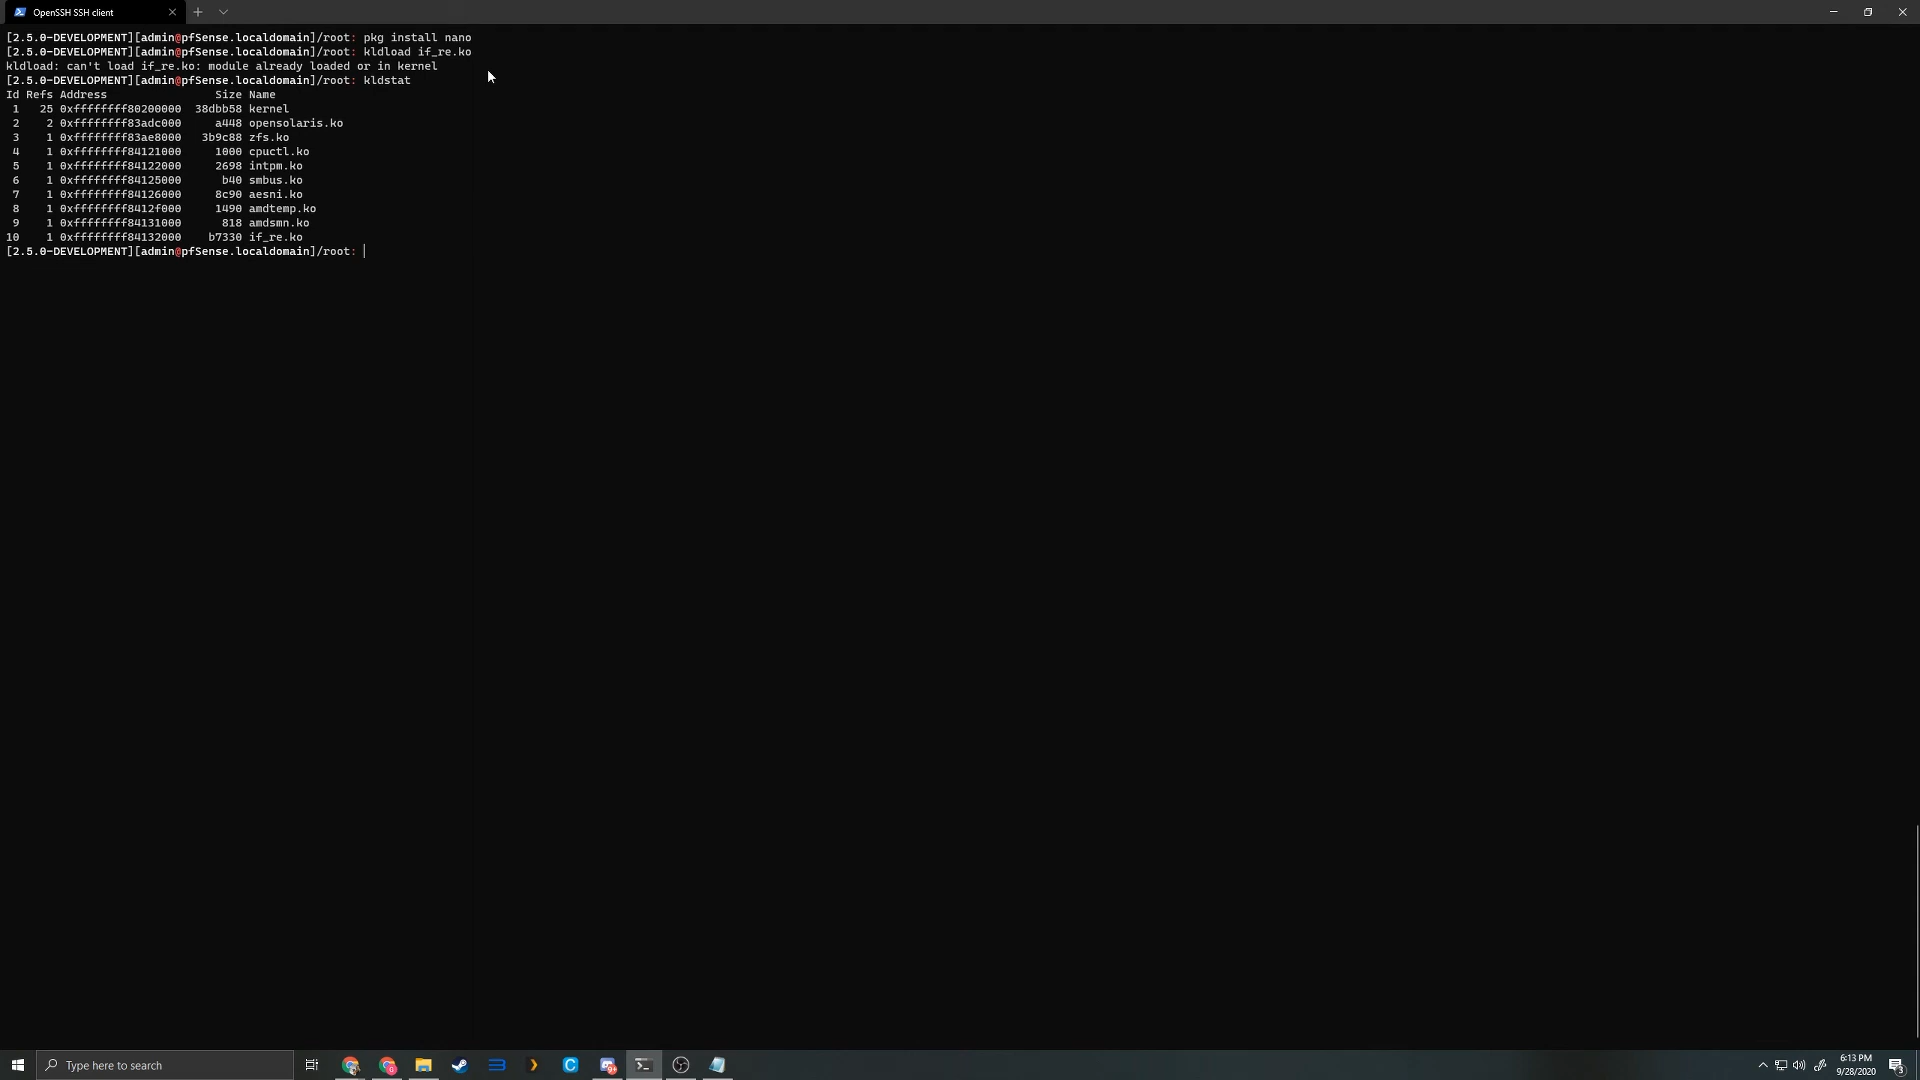 OpenSSH SSH client
[2.5.0-DEVELOPMENT][admin@pfSense.localdomain]/root: pkg install nano
[2.5.0-DEVELOPMENT][admin@pfSense.localdomain]/root: kldload if_re.ko
kldload: can't load if_re.ko: module already loaded or in kernel
[2.5.0-DEVELOPMENT][admin@pfSense.localdomain]/root: kldstat
Id Refs Address                Size Name
 1   25 0xffffffff80200000  38dbb58 kernel
 2    2 0xffffffff83adc000     a448 opensolaris.ko
 3    1 0xffffffff83ae8000   3b9c88 zfs.ko
 4    1 0xffffffff84121000     1000 cpuctl.ko
 5    1 0xffffffff84122000     2698 intpm.ko
 6    1 0xffffffff84125000      b40 smbus.ko
 7    1 0xffffffff84126000     8c90 aesni.ko
 8    1 0xffffffff8412f000     1490 amdtemp.ko
 9    1 0xffffffff84131000      818 amdsmn.ko
10    1 0xffffffff84132000    b7330 if_re.ko
[2.5.0-DEVELOPMENT][admin@pfSense.localdomain]/root:
Type here to search
6:13 PM
9/28/2020